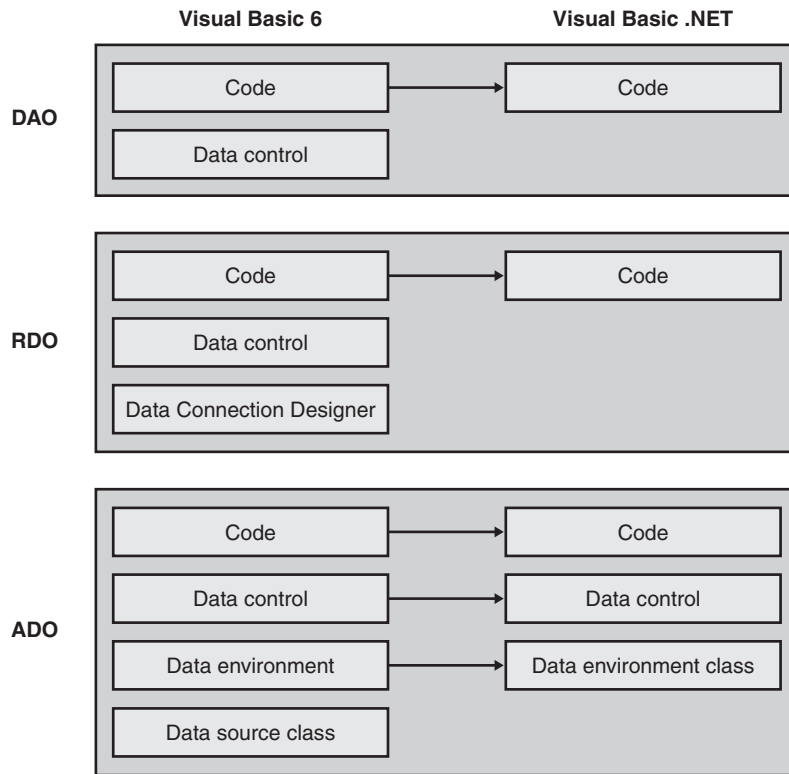 Visual Basic 6
Visual Basic .NET
DAO
Code
Code
Data control
RDO
Code
Code
Data control
Data Connection Designer
ADO
Code
Code
Data control
Data control
Data environment
Data environment class
Data source class